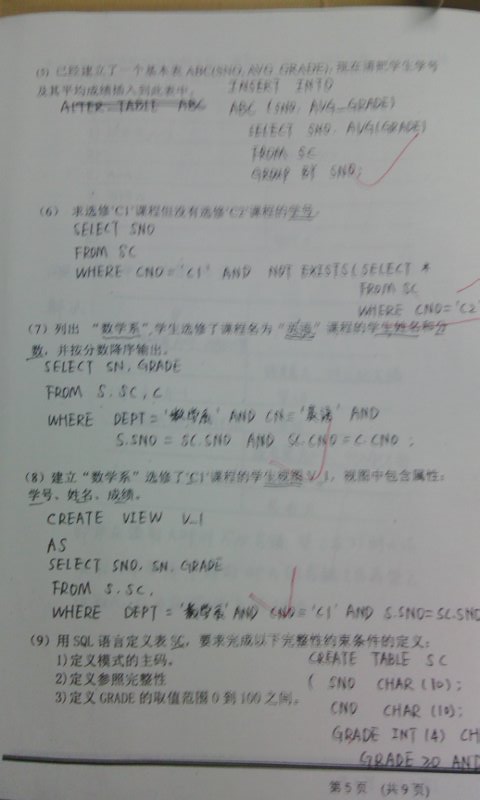 (5) 已经建立了一个基本表 ABC(SNO, AVG_GRADE), 现在请把学生学号
及其平均成绩插入到此表中。 INSERT INTO
ALTER TABLE ABC ABC (SNO, AVG_GRADE)
SELECT SNO, AVG(GRADE)
FROM SC
GROUP BY SNO;
(6) 求选修‘C1’课程但没有选修‘C2’课程的学号
SELECT SNO
FROM SC
WHERE CNO='C1' AND NOT EXISTS(SELECT *
FROM SC
WHERE CNO='C2
(7) 列出“数学系”,学生选修了课程名为“英语”课程的学生姓名和分
数，并按分数降序输出。
SELECT SN, GRADE
FROM S, SC, C
WHERE DEPT='数学系' AND CN='英语' AND
S.SNO = SC.SNO AND SC.CNO = C.CNO ;
(8) 建立“数学系”选修了‘C1’课程的学生视图 V_1，视图中包含属性：
学号、姓名、成绩。
CREATE VIEW V_1
AS
SELECT SNO, SN, GRADE
FROM S, SC,
WHERE DEPT='数学系' AND CNO='C1' AND S.SNO=SC.SNO
(9) 用 SQL 语言定义表 SC，要求完成以下完整性约束条件的定义：
1)定义模式的主码。 CREATE TABLE SC
2)定义参照完整性 ( SNO CHAR (10);
3)定义 GRADE 的取值范围 0 到 100 之间。 CNO CHAR (10);
GRADE INT (4) CH
GRADE ≥0 AND
第 5 页 (共 9 页)